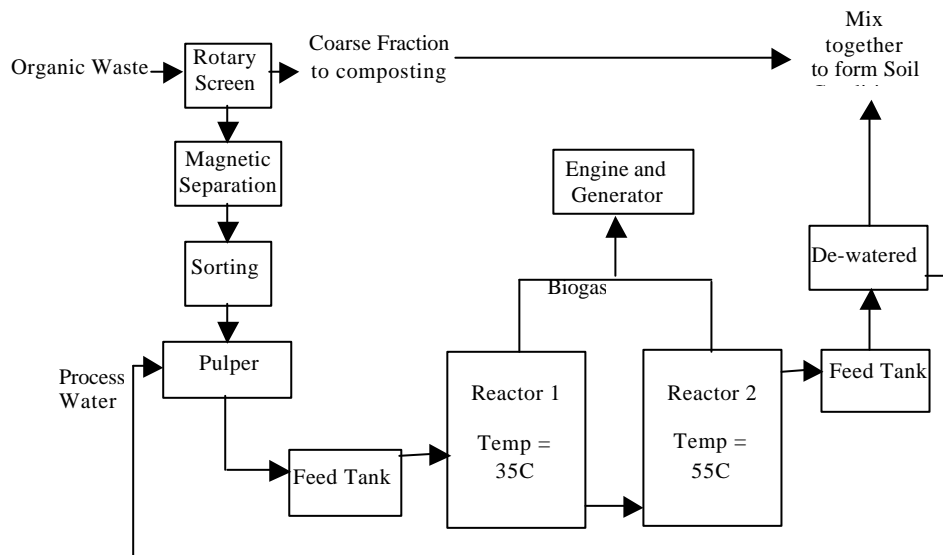 Organic Waste
Rotary
Screen
Coarse Fraction
to composting
Mix
together
to form Soil
Magnetic
Separation
Engine and
Generator
Sorting
De-watered
Biogas
Process
Water
Pulper
Reactor 1
Temp =
35C
Reactor 2
Temp =
55C
Feed Tank
Feed Tank